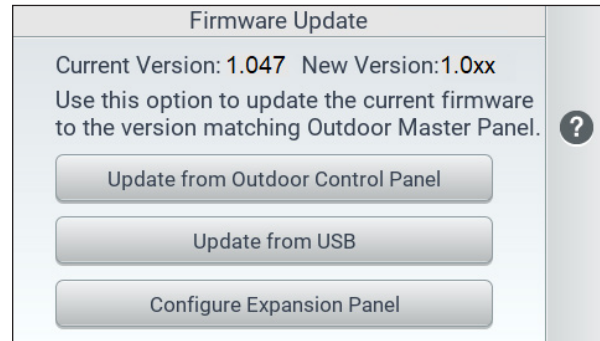 Firmware Update
Current Version: 1.047 New Version:1.0xx
Use this option to update the current firmware
to the version matching Outdoor Master Panel.
?
Update from Outdoor Control Panel
Update from USB
Configure Expansion Panel